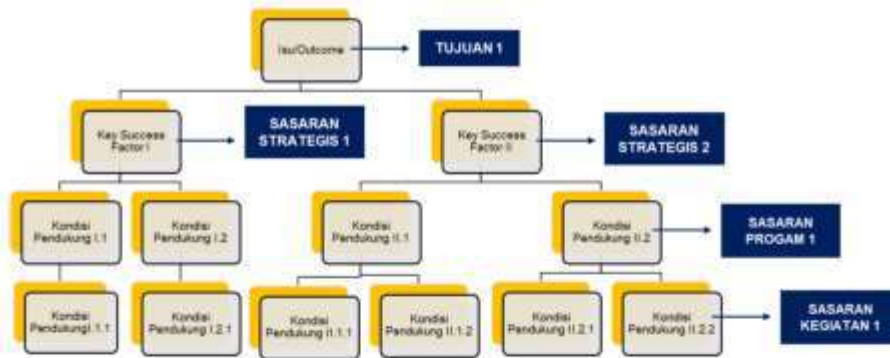 Isu/Outcome
TUJUAN 1
Key Success
Factor I
SASARAN
STRATEGIS 1
Key Success
Factor II
SASARAN
STRATEGIS 2
Kondisi
Pendukung I.1
Kondisi
Pendukung I.2
Kondisi
Pendukung II.1
Kondisi
Pendukung II.2
SASARAN
PROGAM 1
Kondisi
PendukungI.1.1
Kondisi
Pendukung I.2.1
Kondisi
Pendukung II.1.1
Kondisi
Pendukung II.1.2
Kondisi
Pendukung II.2.1
Kondisi
Pendukung II.2.2
SASARAN
KEGIATAN 1